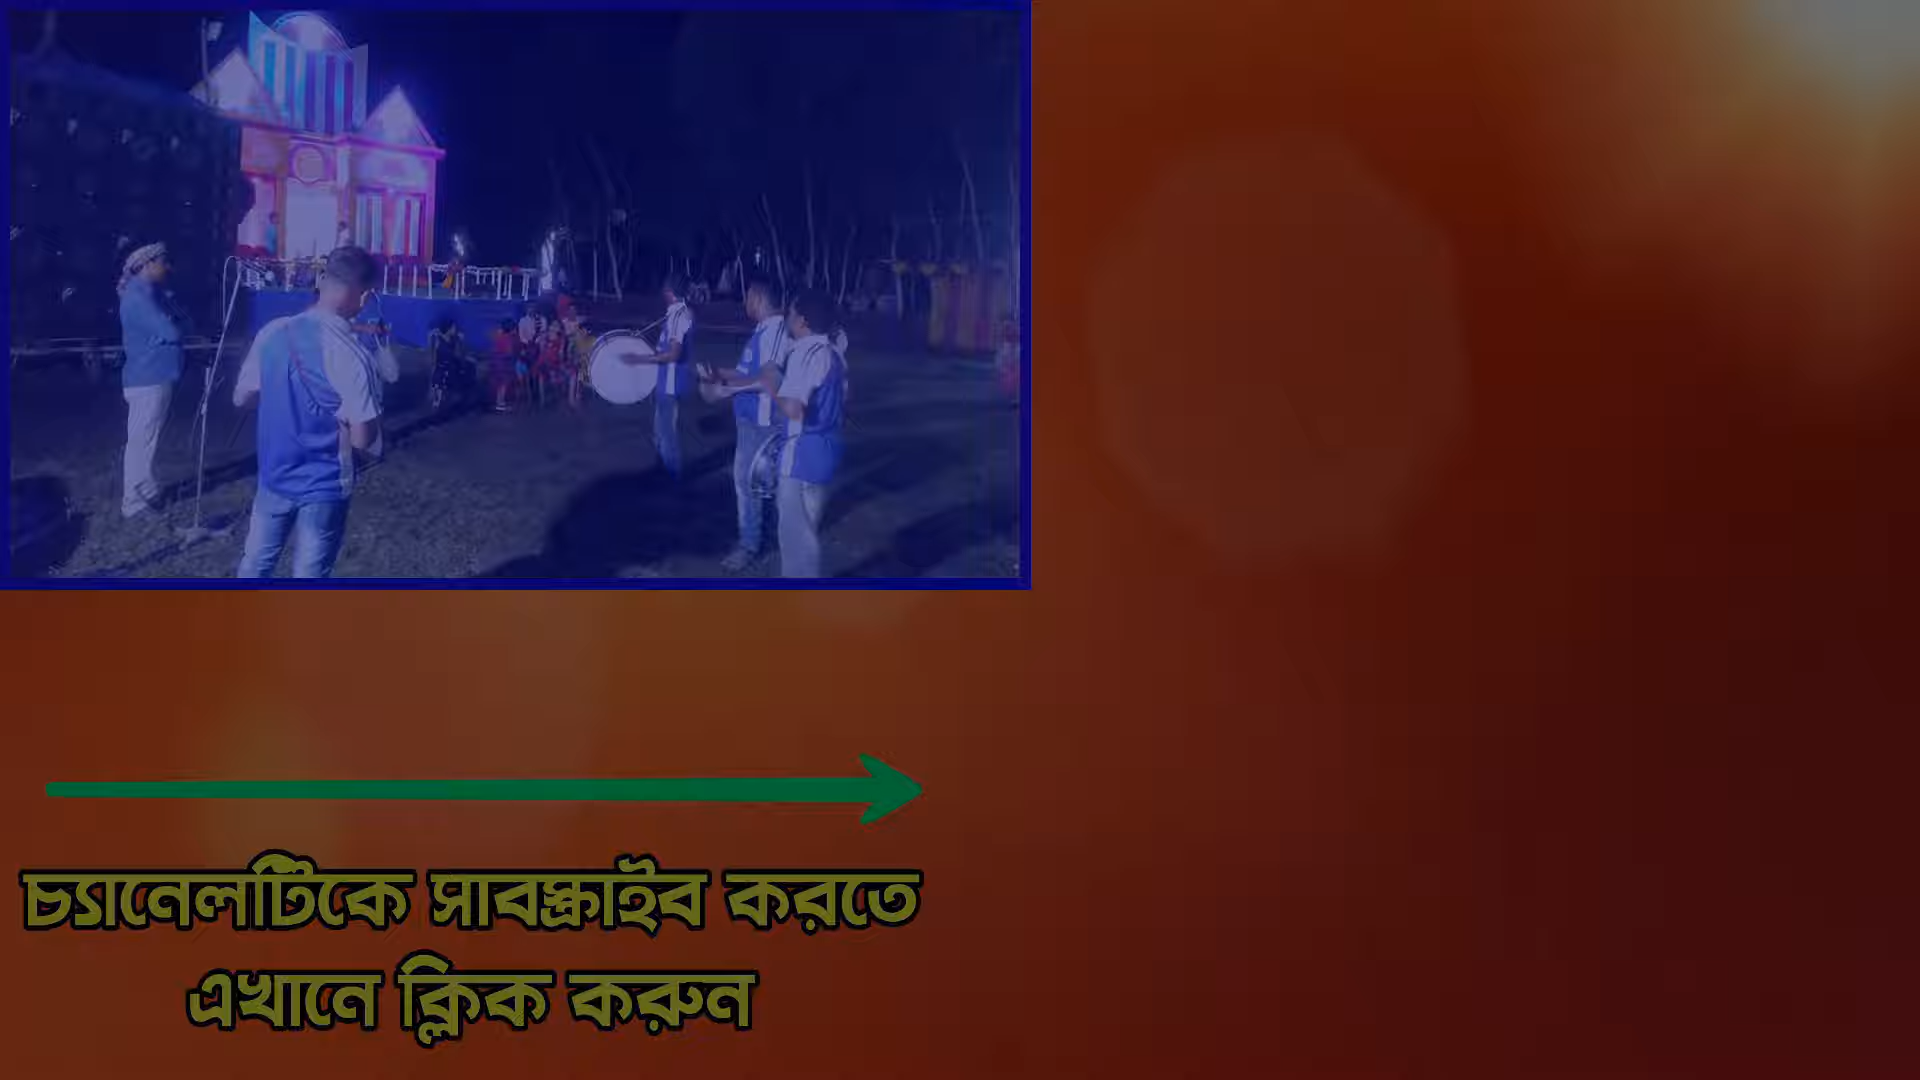 চ্যানেলটিকে সাবস্ক্রাইব করতে
এখানে ক্লিক করুন